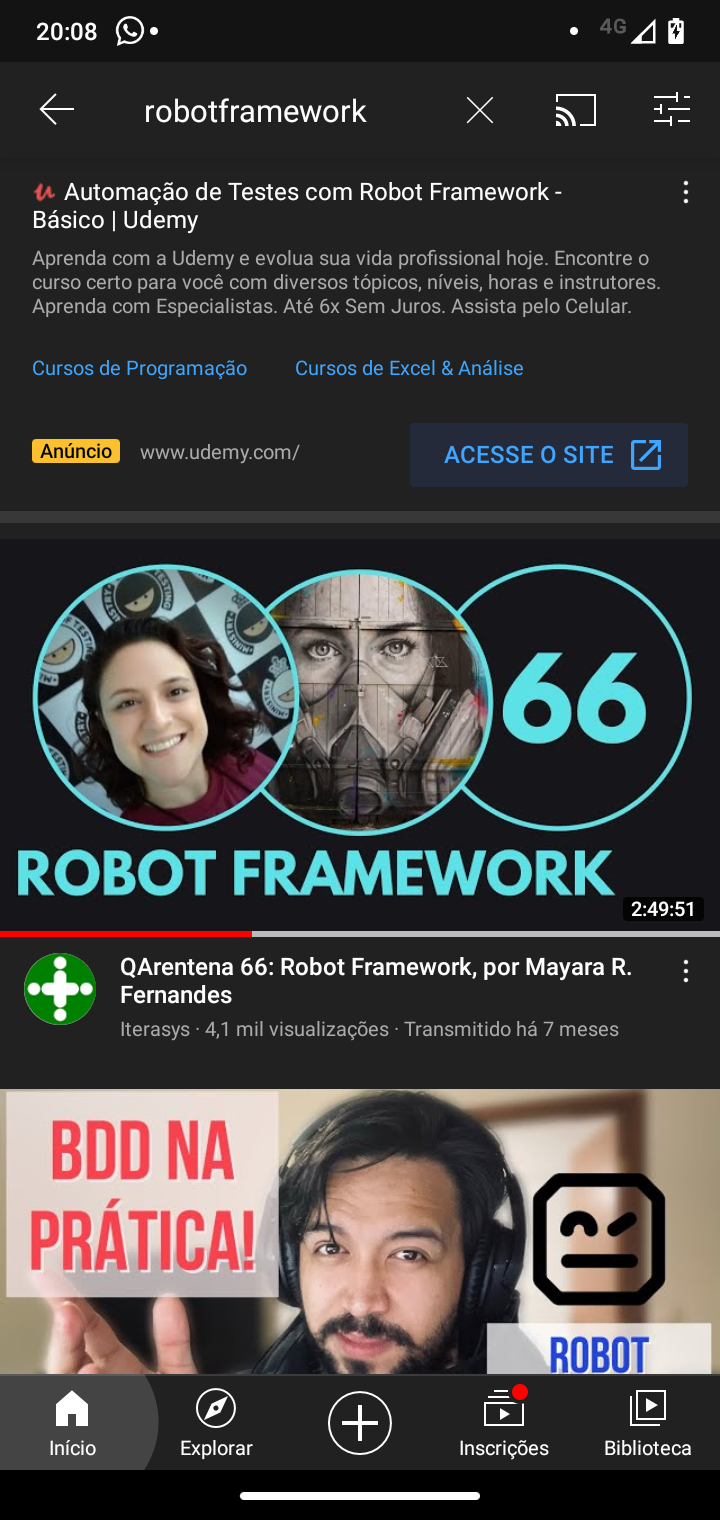 20:08
4G
robotframework
Automação de Testes com Robot Framework -
Básico | Udemy
Aprenda com a Udemy e evolua sua vida profissional hoje. Encontre o
curso certo para você com diversos tópicos, níveis, horas e instrutores.
Aprenda com Especialistas. Até 6x Sem Juros. Assista pelo Celular.
Cursos de Programação Cursos de Excel & Análise
Anúncio www.udemy.com/ ACESSE O SITE
TESTING
MINISTRY
66
ROBOT FRAMEWORK
2:49:51
QArentena 66: Robot Framework, por Mayara R.
Fernandes
Iterasys · 4,1 mil visualizações · Transmitido há 7 meses
BDD NA
PRÁTICA!
ROBOT
Início Explorar Inscrições Biblioteca